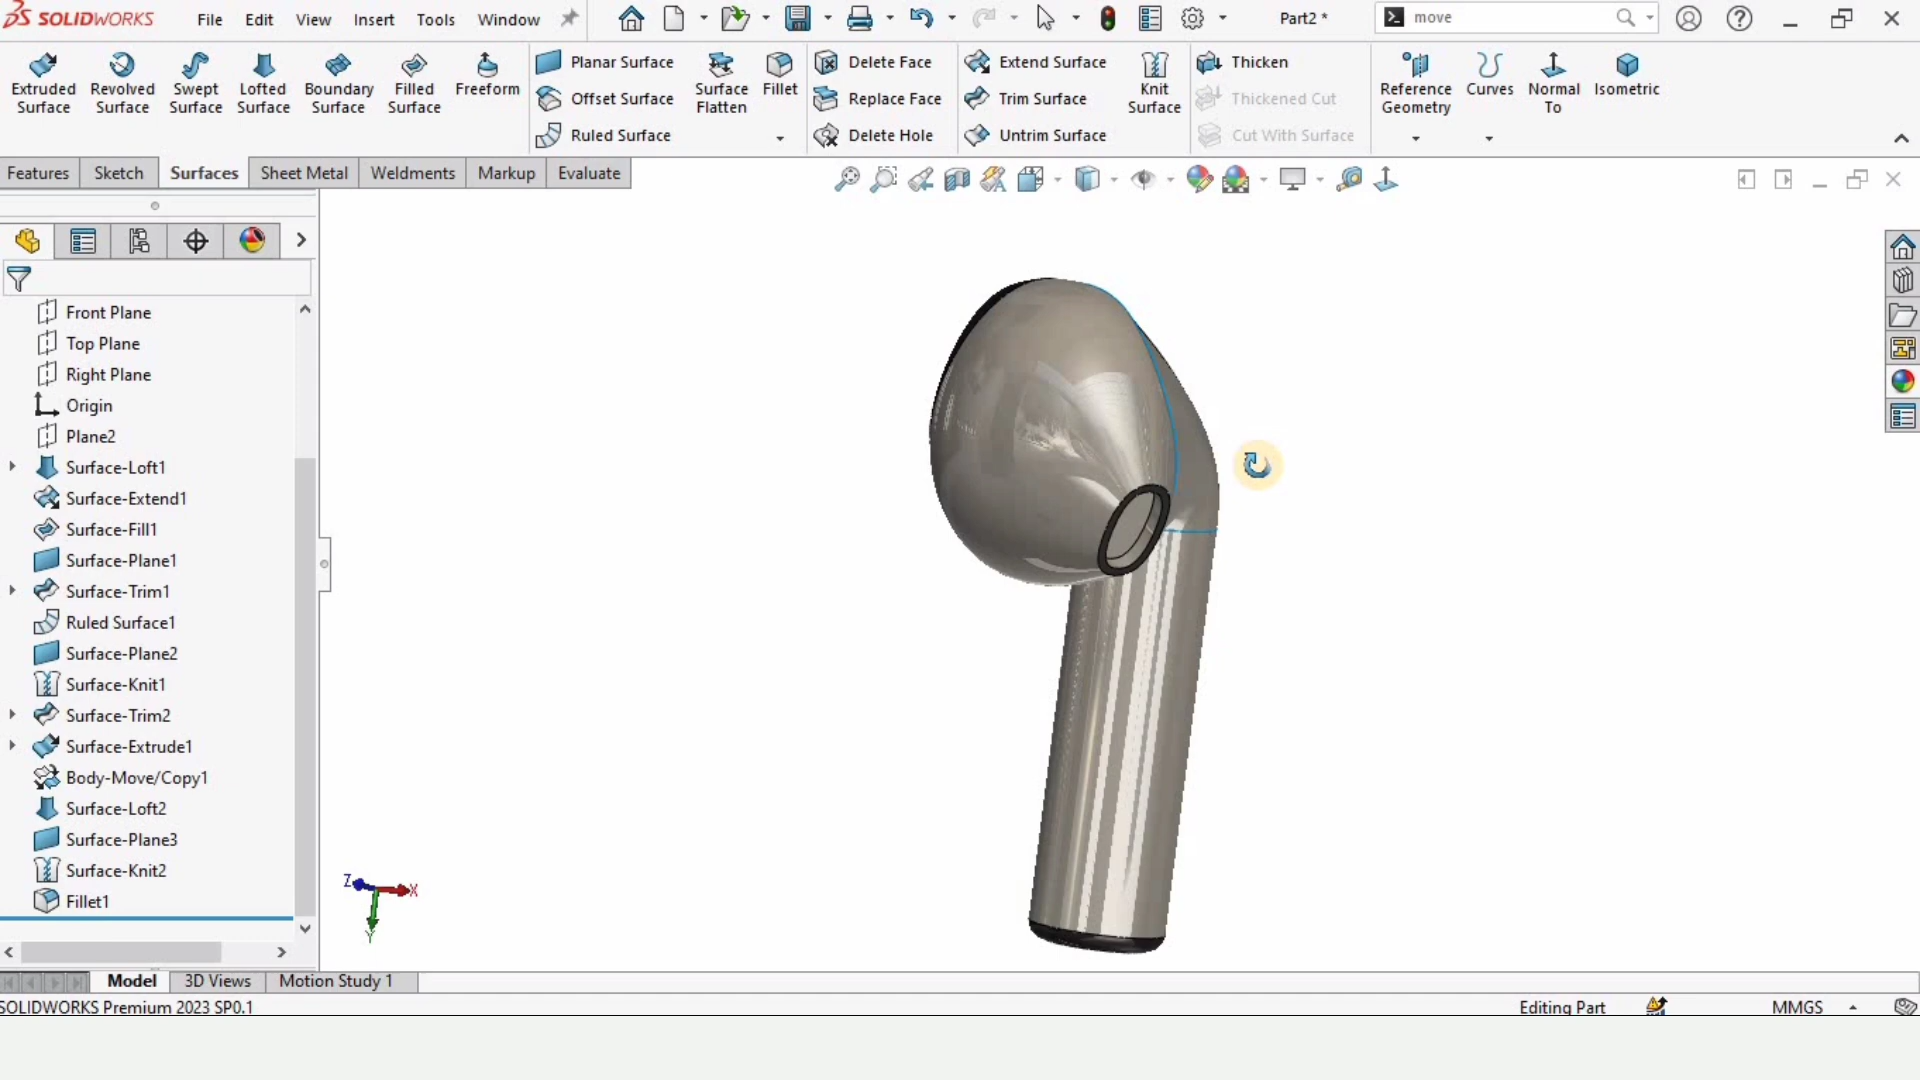 SOLIDWORKS
File Edit View Insert Tools Window
Part2 *
move
Extruded Surface
Revolved Surface
Swept Surface
Lofted Surface
Boundary Surface
Filled Surface
Freeform
Planar Surface
Offset Surface
Ruled Surface
Surface Flatten
Fillet
Delete Face
Replace Face
Delete Hole
Extend Surface
Trim Surface
Untrim Surface
Knit Surface
Thicken
Thickened Cut
Cut With Surface
Reference Geometry
Curves
Normal To
Isometric
Features Sketch Surfaces Sheet Metal Weldments Markup Evaluate
Front Plane
Top Plane
Right Plane
Origin
Plane2
Surface-Loft1
Surface-Extend1
Surface-Fill1
Surface-Plane1
Surface-Trim1
Ruled Surface1
Surface-Plane2
Surface-Knit1
Surface-Trim2
Surface-Extrude1
Body-Move/Copy1
Surface-Loft2
Surface-Plane3
Surface-Knit2
Fillet1
Z X
Y
Model 3D Views Motion Study 1
SOLIDWORKS Premium 2023 SP0.1
Editing Part
MMGS